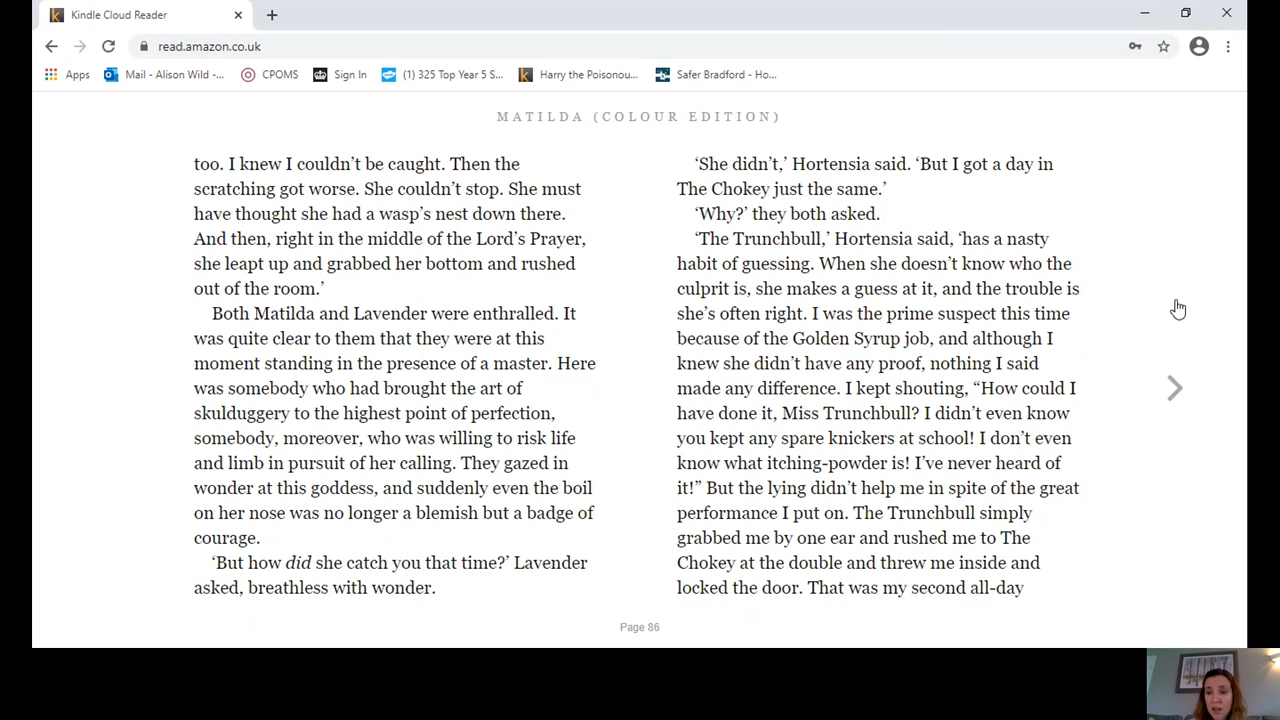 Kindle Cloud Reader
read.amazon.co.uk
Apps
Mail - Alison Wild -...
CPOMS
Sign In
(1) 325 Top Year 5 S...
Harry the Poisonou...
Safer Bradford - Ho...
MATILDA (COLOUR EDITION)
too. I knew I couldn’t be caught. Then the
scratching got worse. She couldn’t stop. She must
have thought she had a wasp’s nest down there.
And then, right in the middle of the Lord’s Prayer,
she leapt up and grabbed her bottom and rushed
out of the room.’
Both Matilda and Lavender were enthralled. It
was quite clear to them that they were at this
moment standing in the presence of a master. Here
was somebody who had brought the art of
skulduggery to the highest point of perfection,
somebody, moreover, who was willing to risk life
and limb in pursuit of her calling. They gazed in
wonder at this goddess, and suddenly even the boil
on her nose was no longer a blemish but a badge of
courage.
‘But how did she catch you that time?’ Lavender
asked, breathless with wonder.
‘She didn’t,’ Hortensia said. ‘But I got a day in
The Chokey just the same.’
‘Why?’ they both asked.
‘The Trunchbull,’ Hortensia said, ‘has a nasty
habit of guessing. When she doesn’t know who the
culprit is, she makes a guess at it, and the trouble is
she’s often right. I was the prime suspect this time
because of the Golden Syrup job, and although I
knew she didn’t have any proof, nothing I said
made any difference. I kept shouting, “How could I
have done it, Miss Trunchbull? I didn’t even know
you kept any spare knickers at school! I don’t even
know what itching-powder is! I’ve never heard of
it!” But the lying didn’t help me in spite of the great
performance I put on. The Trunchbull simply
grabbed me by one ear and rushed me to The
Chokey at the double and threw me inside and
locked the door. That was my second all-day
Page 86